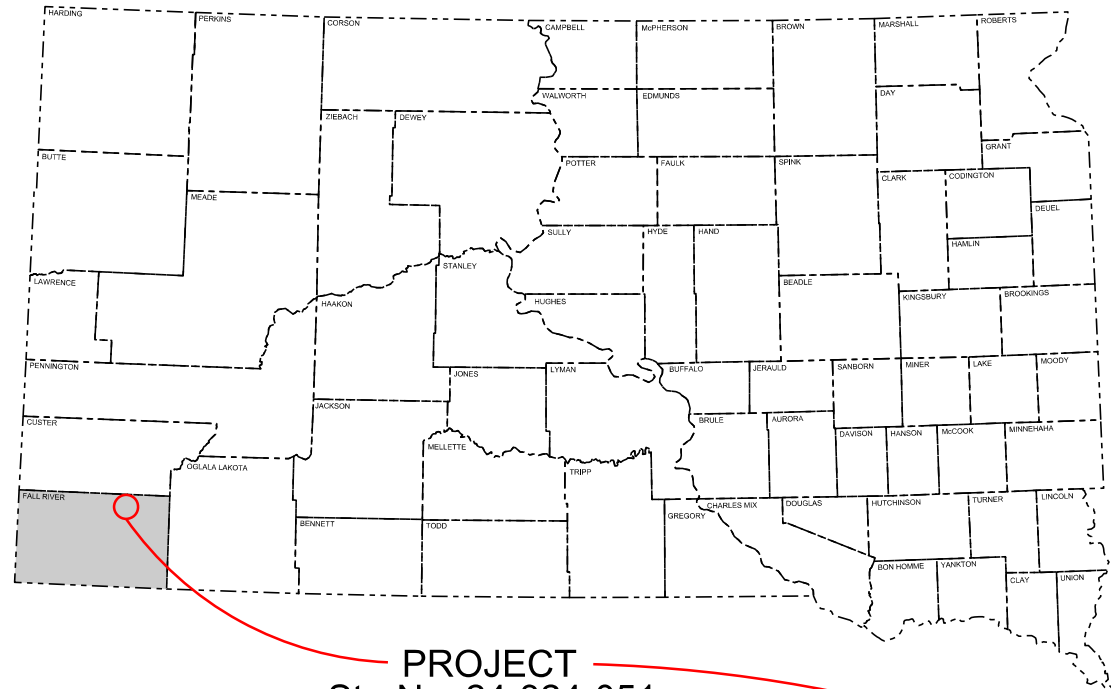 HARDING
PERKINS
CORSON
CAMPBELL
McPHERSON
BROWN
MARSHALL
ROBERTS
WALWORTH
EDMUNDS
DAY
ZIEBACH
DEWEY
GRANT
BUTTE
POTTER
FAULK
SPINK
CLARK
CODINGTON
MEADE
DEUEL
SULLY
HYDE
HAND
HAMLIN
STANLEY
LAWRENCE
BEADLE
HAAKON
HUGHES
KINGSBURY
BROOKINGS
PENNINGTON
JONES
LYMAN
BUFFALO
JERAULD
SANBORN
MINER
LAKE
MOODY
JACKSON
CUSTER
BRULE
AURORA
MELLETTE
DAVISON
HANSON
McCOOK
MINNEHAHA
OGLALA LAKOTA
TRIPP
FALL RIVER
CHARLES MIX
DOUGLAS
HUTCHINSON
TURNER
LINCOLN
GREGORY
BENNETT
TODD
BON HOMME
YANKTON
CLAY
UNION
PROJECT